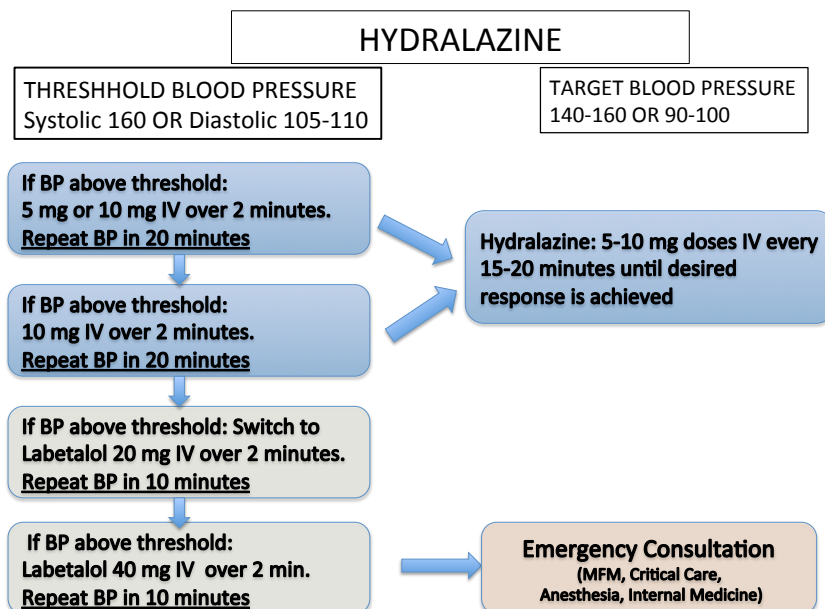 HYDRALAZINE
THRESHHOLD BLOOD PRESSURE
Systolic 160 OR Diastolic 105-110
TARGET BLOOD PRESSURE
140-160 OR 90-100
If BP above threshold:
5 mg or 10 mg IV over 2 minutes.
Repeat BP in 20 minutes
Hydralazine: 5-10 mg doses IV every
15-20 minutes until desired
response is achieved
If BP above threshold:
10 mg IV over 2 minutes.
Repeat BP in 20 minutes
If BP above threshold: Switch to
Labetalol 20 mg IV over 2 minutes.
Repeat BP in 10 minutes
If BP above threshold:
Labetalol 40 mg IV over 2 min.
Repeat BP in 10 minutes
Emergency Consultation
(MFM, Critical Care,
Anesthesia, Internal Medicine)